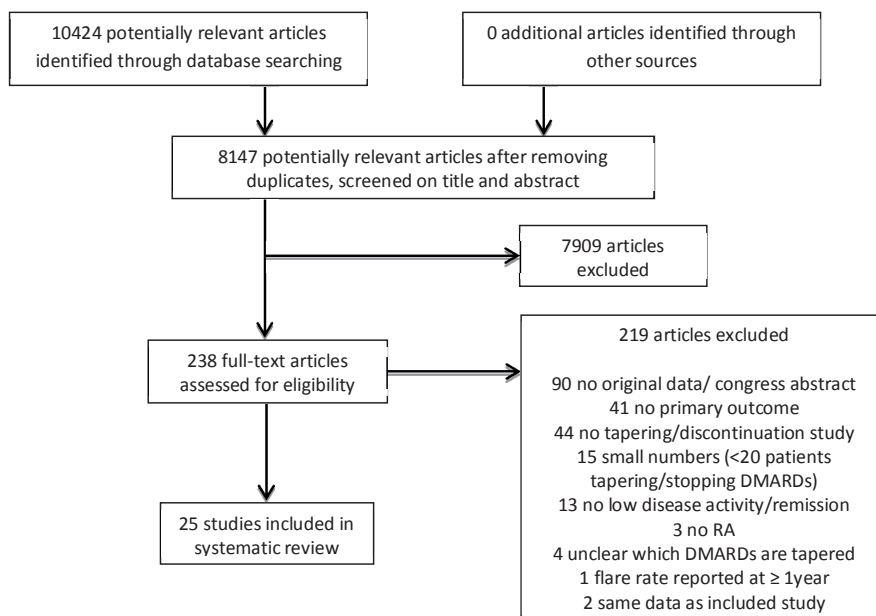 10424 potentially relevant articles
identified through database searching
0 additional articles identified through
other sources
8147 potentially relevant articles after removing
duplicates, screened on title and abstract
7909 articles
excluded
238 full-text articles
assessed for eligibility
219 articles excluded
90 no original data/ congress abstract
41 no primary outcome
44 no tapering/discontinuation study
15 small numbers (<20 patients
tapering/stopping DMARDs)
13 no low disease activity/remission
3 no RA
4 unclear which DMARDs are tapered
1 flare rate reported at ≥ 1year
2 same data as included study
25 studies included in
systematic review